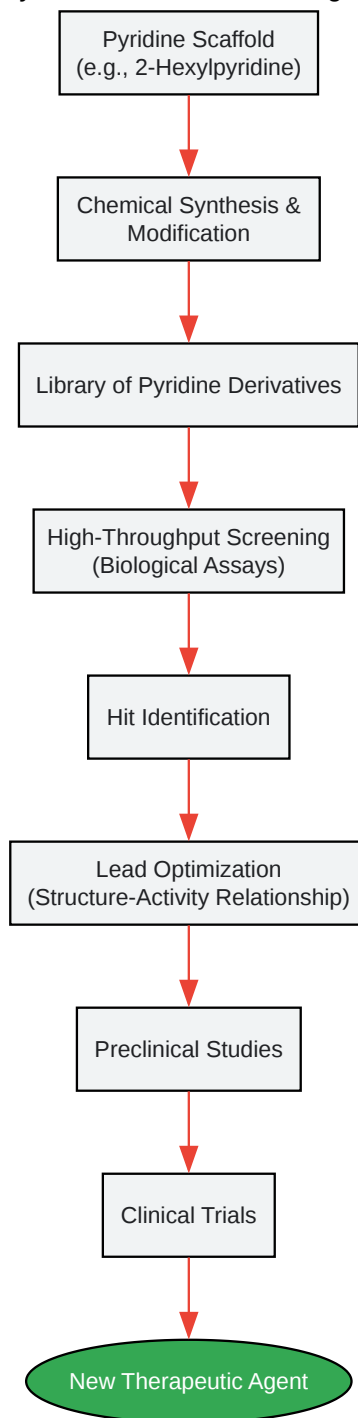 Pyridine Scaffold
(e.g., 2-Hexylpyridine)
Chemical Synthesis &
Modification
Library of Pyridine Derivatives
High-Throughput Screening
(Biological Assays)
Hit Identification
Lead Optimization
(Structure-Activity Relationship)
Preclinical Studies
Clinical Trials
New Therapeutic Agent